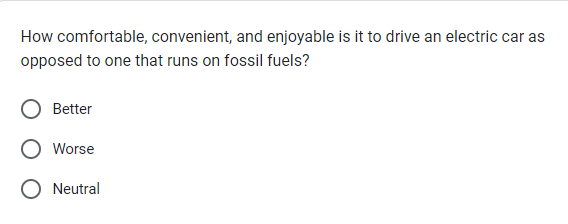 How comfortable, convenient, and enjoyable is it to drive an electric car as
opposed to one that runs on fossil fuels?
Better
Worse
Neutral